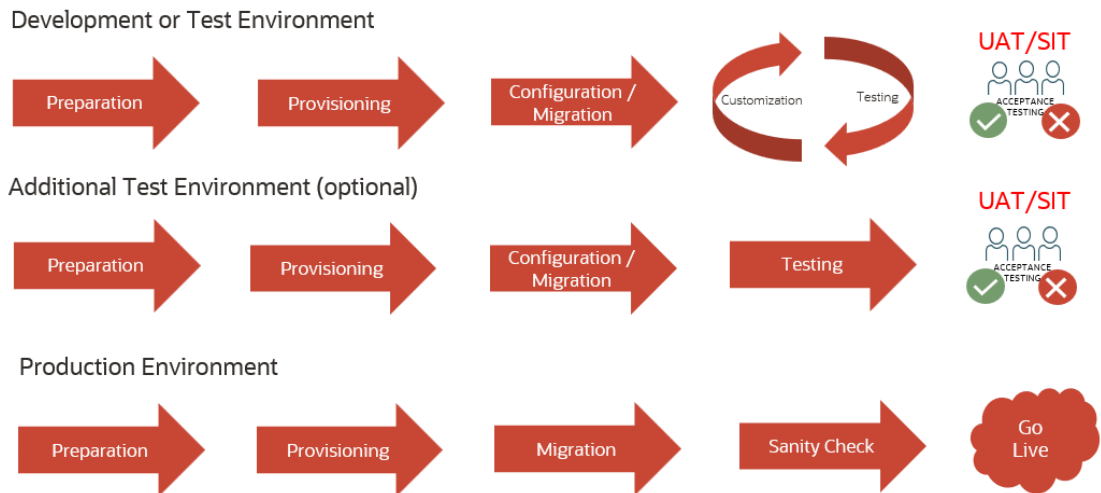 Development or Test Environment
Preparation
Provisioning
Configuration /
Migration
Customization
Testing
UAT/SIT
ACCEPTANCE
TESTING
Additional Test Environment (optional)
Preparation
Provisioning
Configuration /
Migration
Testing
UAT/SIT
ACCEPTANCE
TESTING
Production Environment
Preparation
Provisioning
Migration
Sanity Check
Go
Live